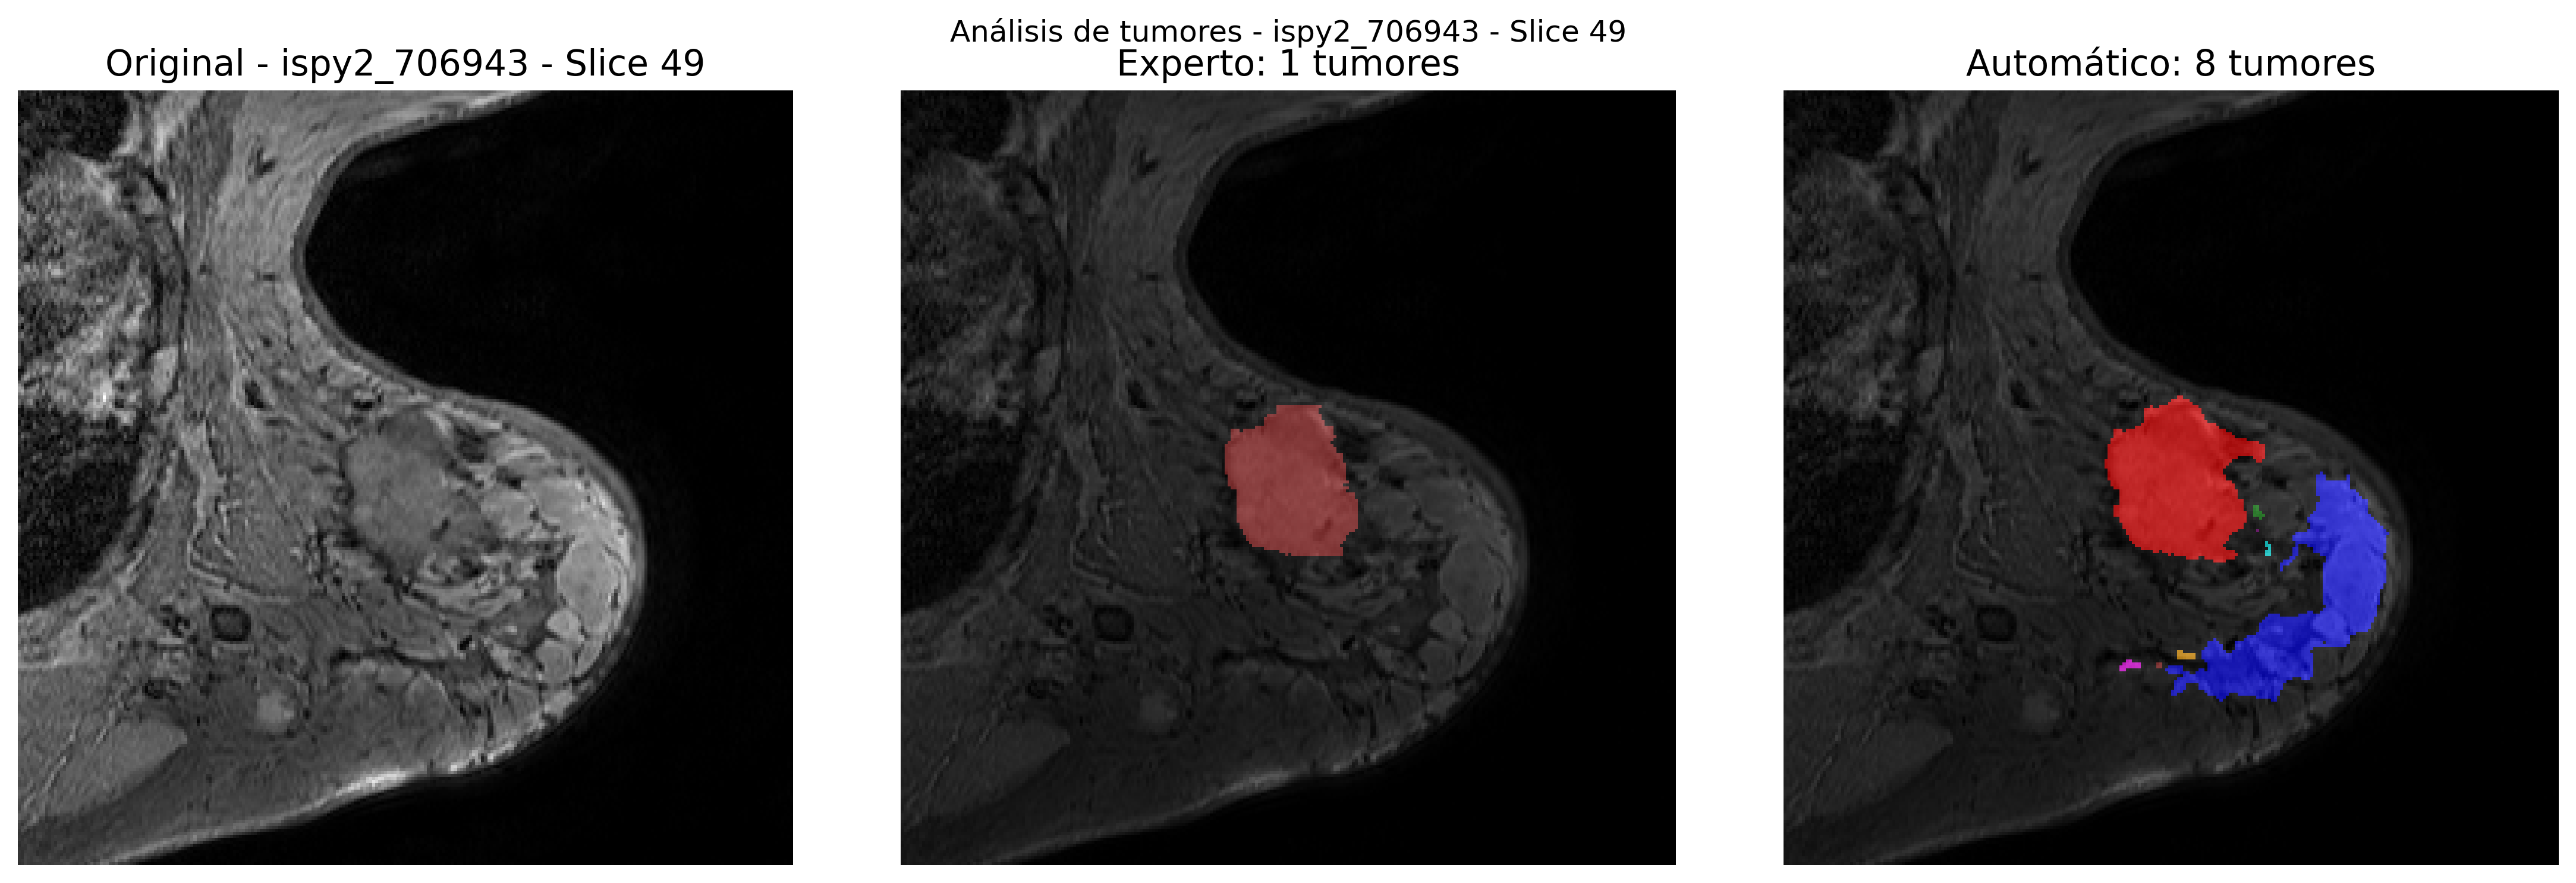 Análisis de tumores - ispy2_706943 - Slice 49
Original - ispy2_706943 - Slice 49
Experto: 1 tumores
Automático: 8 tumores